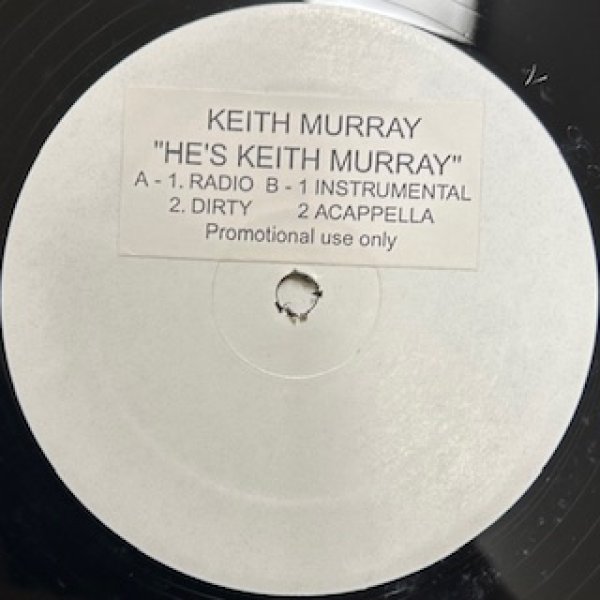 KEITH MURRAY
"HE'S KEITH MURRAY"
A - 1. RADIO B - 1 INSTRUMENTAL
2. DIRTY 2 ACAPPELLA
Promotional use only